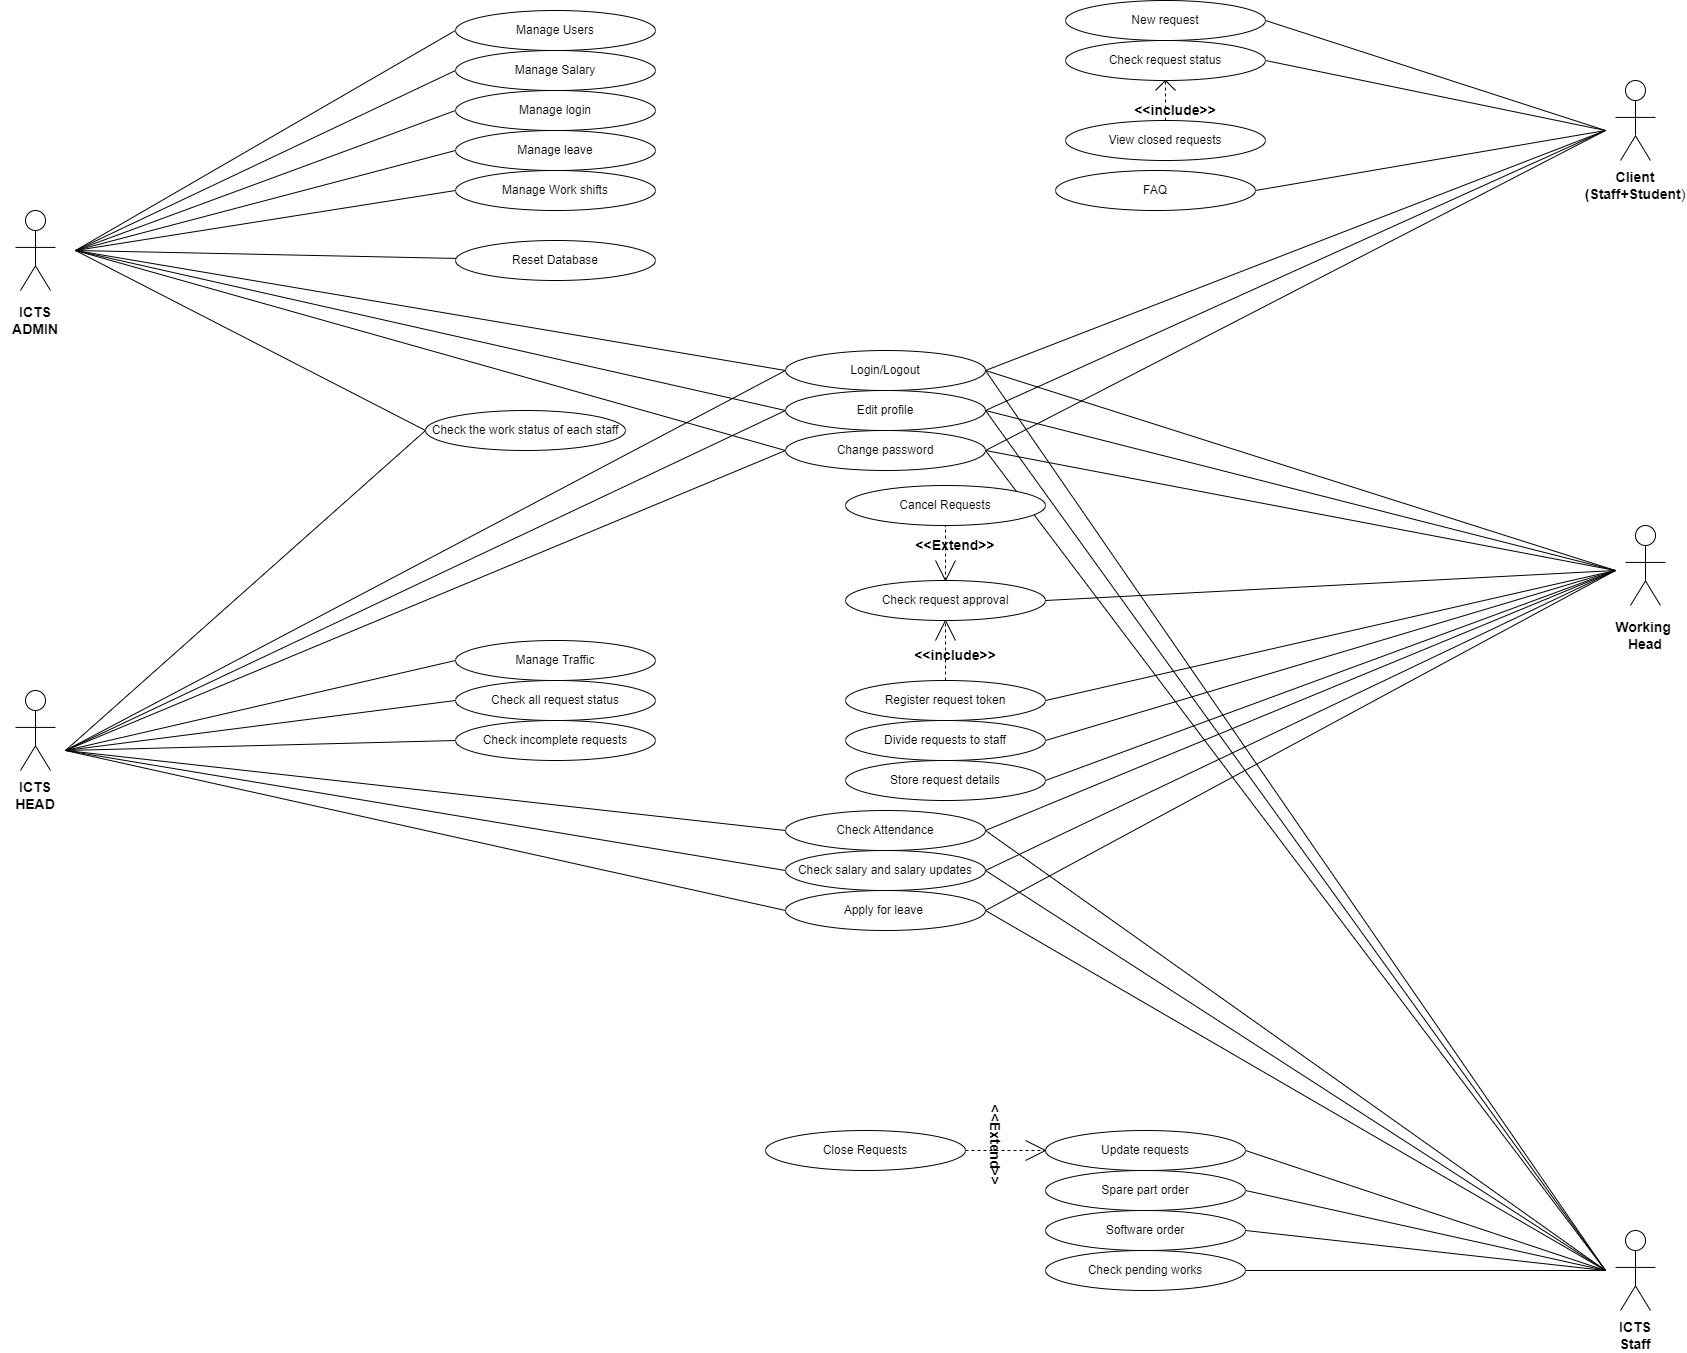 New request
Manage Users
Check request status
Manage Salary
<<include>>
Manage login
View closed requests
Manage leave
Client
(Staff+Student)
FAQ
Manage Work shifts
Reset Database
ICTS
ADMIN
Login/Logout
Edit profile
Check the work status of each staff
Change password
Cancel Requests
<<Extend>>
Check request approval
Working
Head
<<include>>
Manage Traffic
Check all request status
Register request token
Check incomplete requests
Divide requests to staff
Store request details
ICTS
HEAD
Check Attendance
Check salary and salary updates
Apply for leave
<<Extend>>
Close Requests
Update requests
Spare part order
Software order
Check pending works
ICTS
Staff